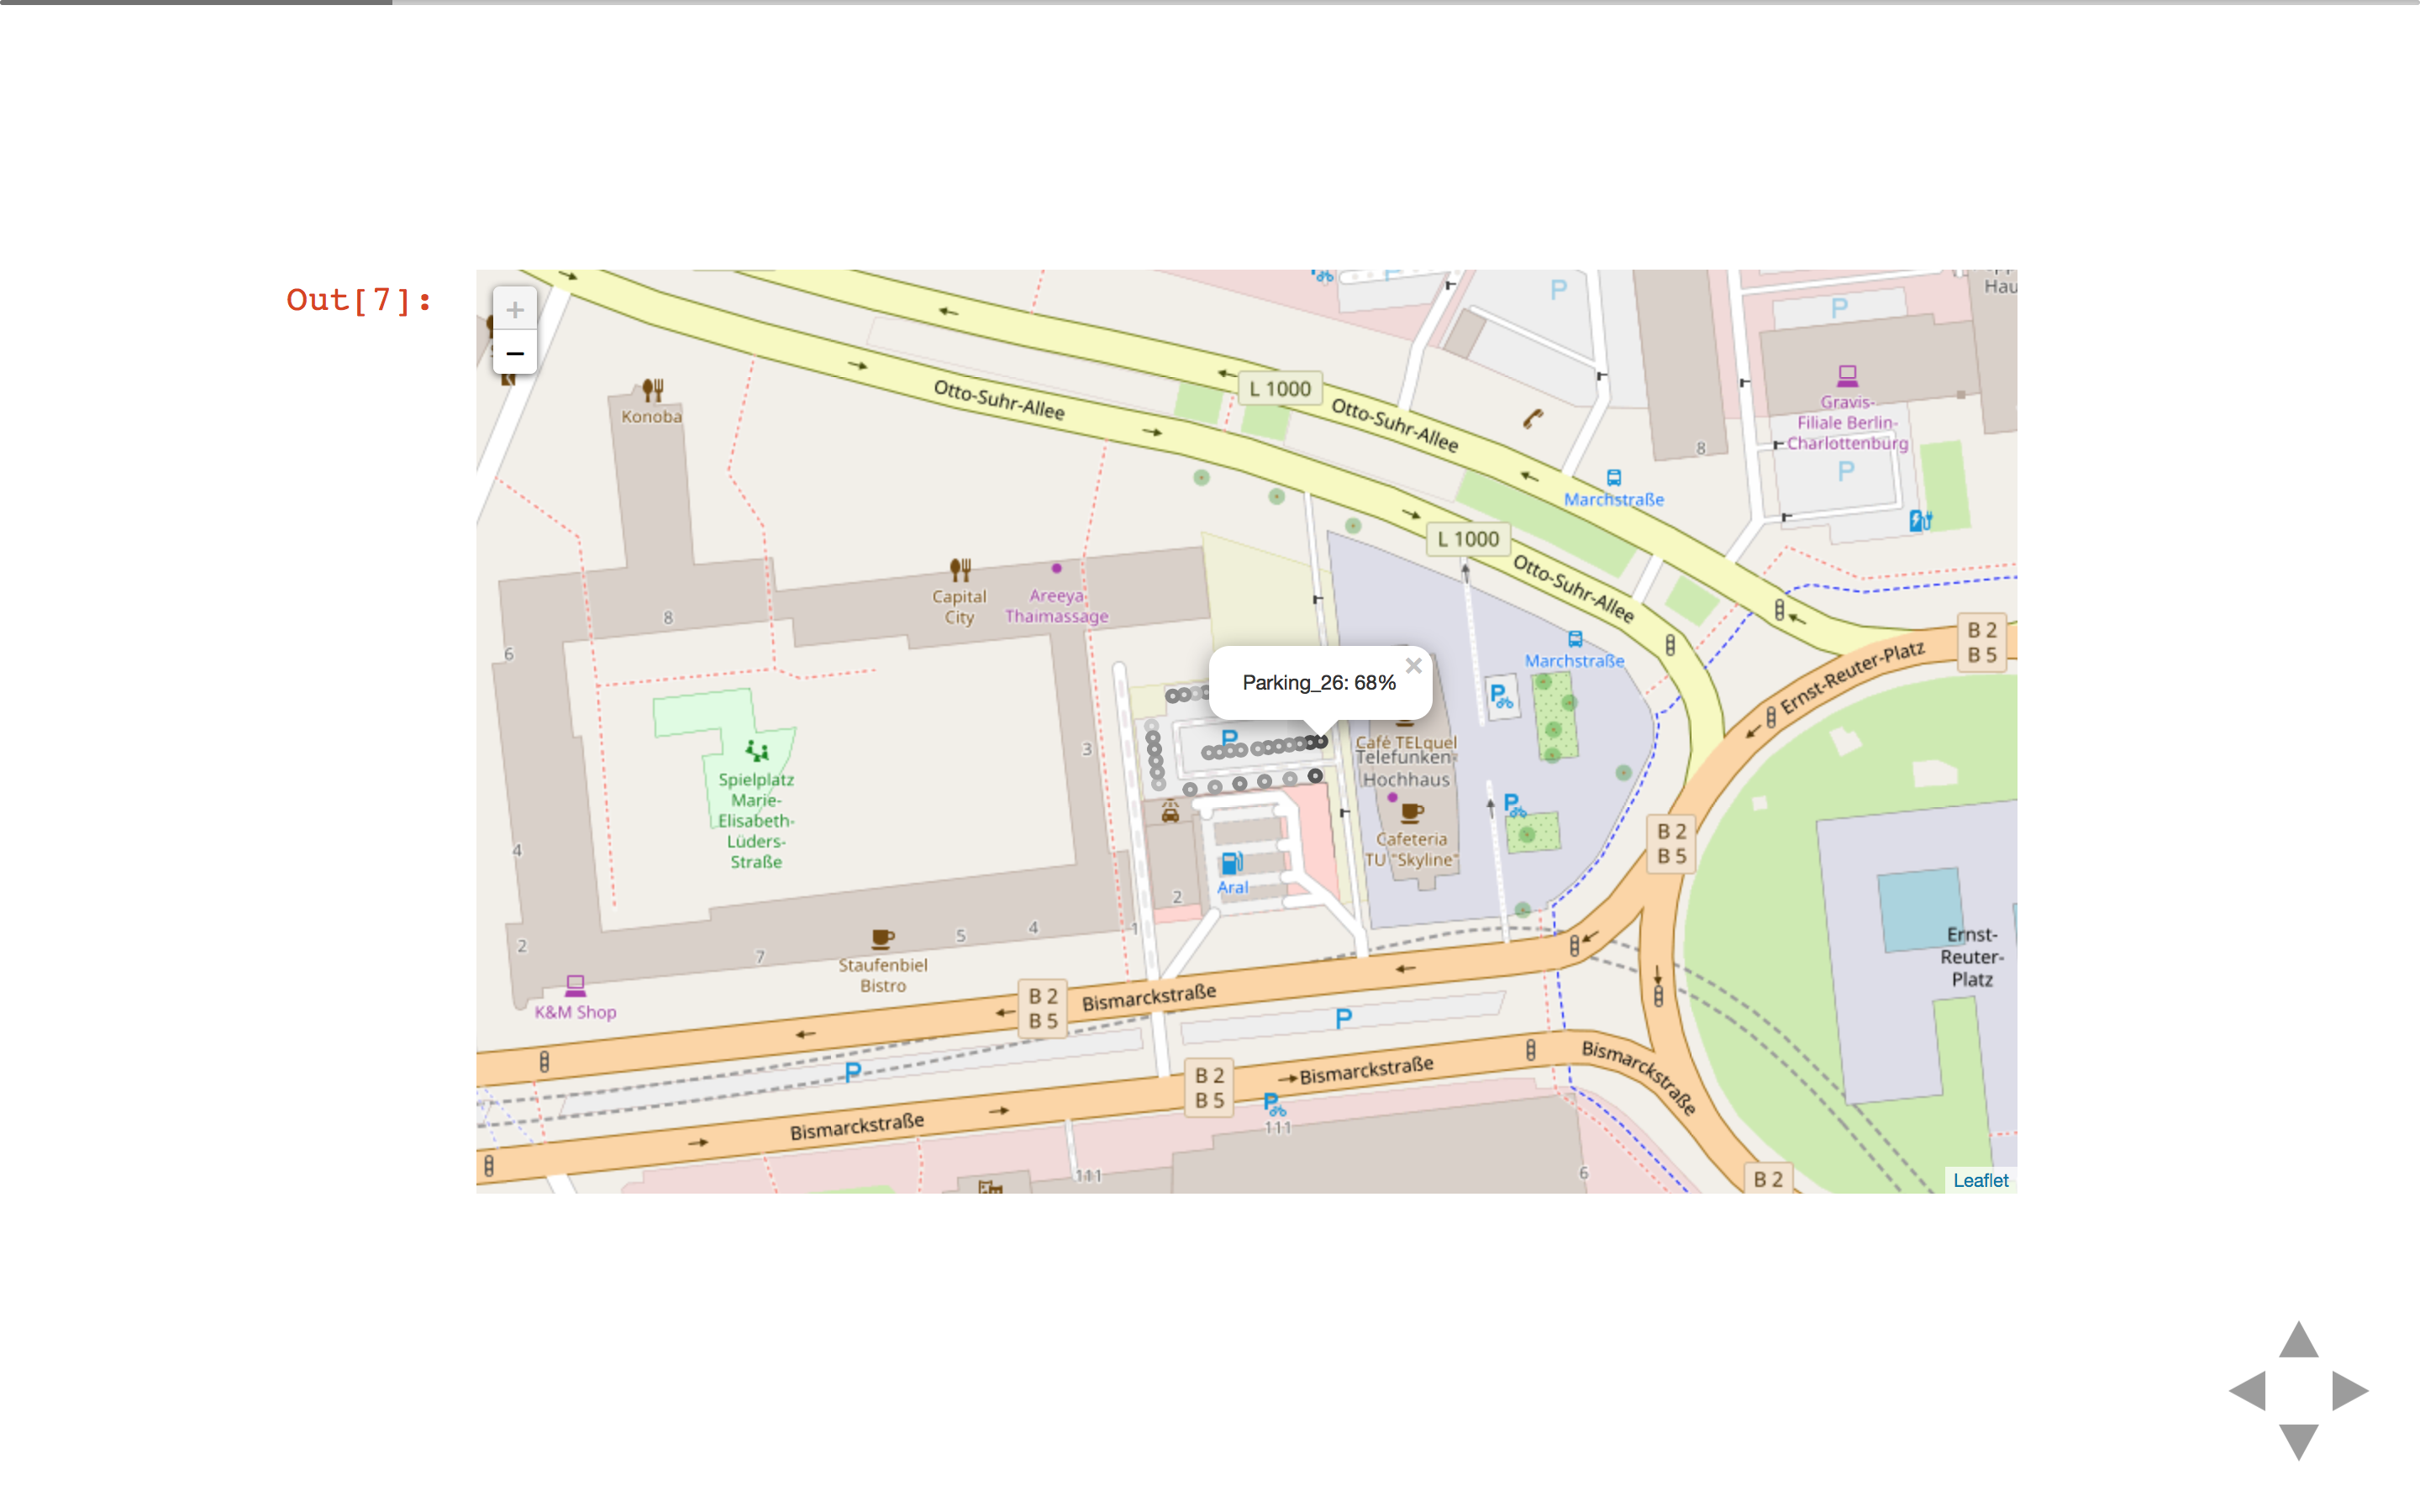 Out[7]:
+
−
Hau
P
P
P
L 1000
Otto-Suhr-Allee
Otto-Suhr-Allee
Konoba
Gravis-
Filiale Berlin-
Charlottenburg
8
P
Marchstraße
L 1000
Otto-Suhr-Allee
Capital
City
Areeya
Thaimassage
8
6
B 2
B 5
Ernst-Reuter-Platz
Marchstraße
Parking_26: 68%
×
P
P
3
Café TELquel
Telefunken-
Hochhaus
Spielplatz
Marie-
Elisabeth-
Lüders-
Straße
P
Cafeteria
TU "Skyline"
B 2
B 5
4
Aral
2
1
4
5
7
2
Staufenbiel
Bistro
Ernst-
Reuter-
Platz
K&M Shop
B 2
B 5
Bismarckstraße
P
P
B 2
B 5
Bismarckstraße
Bismarckstraße
Bismarckstraße
P
111
111
6
B 2
Leaflet